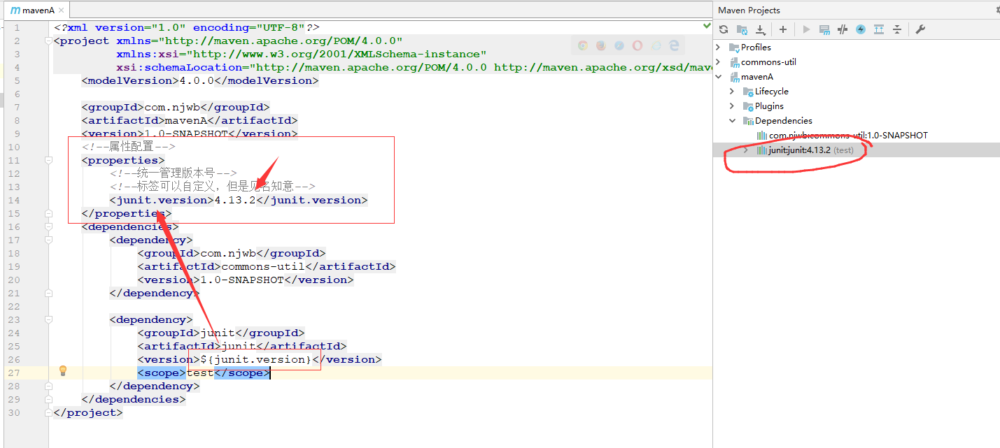 mavenA
1 <?xml version="1.0" encoding="UTF-8"?>
2 <project xmlns="http://maven.apache.org/POM/4.0.0"
3 xmlns:xsi="http://www.w3.org/2001/XMLSchema-instance"
4 xsi:schemaLocation="http://maven.apache.org/POM/4.0.0 http://maven.apache.org/xsd/mav
5 <modelVersion>4.0.0</modelVersion>
6
7 <groupId>com.njwb</groupId>
8 <artifactId>mavenA</artifactId>
9 <version>1.0-SNAPSHOT</version>
10 <!--属性配置-->
11 <properties>
12 <!--统一管理版本号-->
13 <!--标签可以自定义，但是见名知意-->
14 <junit.version>4.13.2</junit.version>
15 </properties>
16 <dependencies>
17 <dependency>
18 <groupId>com.njwb</groupId>
19 <artifactId>commons-util</artifactId>
20 <version>1.0-SNAPSHOT</version>
21 </dependency>
22
23 <dependency>
24 <groupId>junit</groupId>
25 <artifactId>junit</artifactId>
26 <version>${junit.version}</version>
27 <scope>test</scope>
28 </dependency>
29 </dependencies>
30 </project>
Maven Projects
Profiles
commons-util
mavenA
Lifecycle
Plugins
Dependencies
com.njwb:commons-util:1.0-SNAPSHOT
junit:junit:4.13.2 (test)